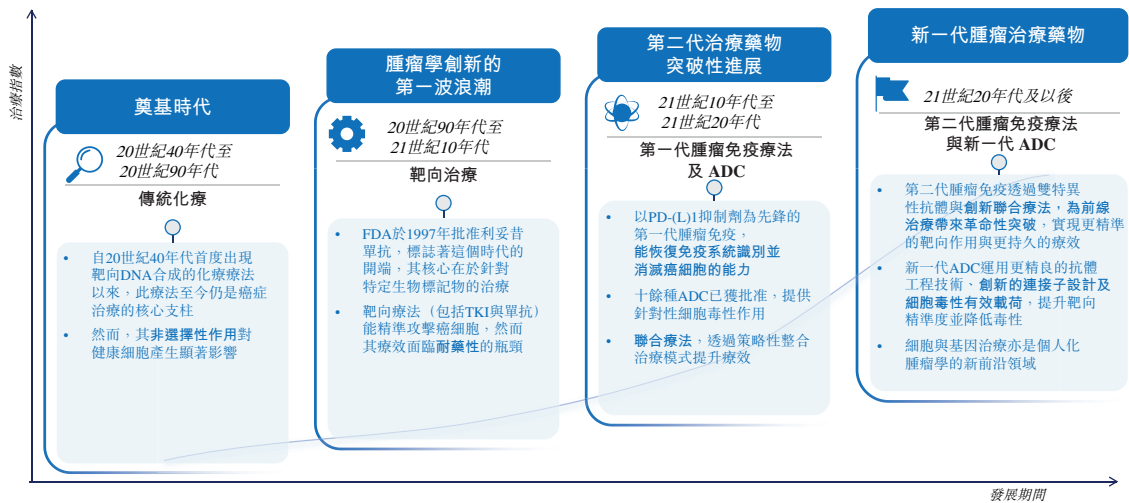 治療指數
奠基時代
20世紀40年代至
20世紀90年代
傳統化療
• 自20世紀40年代首度出現
靶向DNA合成的化療療法
以來，此療法至今仍是癌症
治療的核心支柱
• 然而，其非選擇性作用對
健康細胞產生顯著影響
腫瘤學創新的
第一波浪潮
20世紀90年代至
21世紀10年代
靶向治療
• FDA於1997年批准利妥昔
單抗，標誌著這個時代的
開端，其核心在於針對
特定生物標記物的治療
• 靶向療法（包括TKI與單抗）
能精準攻擊癌細胞，然而
其療效面臨耐藥性的瓶頸
第二代治療藥物
突破性進展
21世紀10年代至
21世紀20年代
第一代腫瘤免疫療法
及 ADC
• 以PD-(L)1抑制劑為先鋒的
第一代腫瘤免疫，
能恢復免疫系統識別並
消滅癌細胞的能力
• 十餘種ADC已獲批准，提供
針對性細胞毒性作用
• 聯合療法，透過策略性整合
治療模式提升療效
新一代腫瘤治療藥物
21世紀20年代及以後
第二代腫瘤免疫療法
與新一代 ADC
• 第二代腫瘤免疫透過雙特異
性抗體與創新聯合療法，為前線
治療帶來革命性突破，實現更精準
的靶向作用與更持久的療效
• 新一代ADC運用更精良的抗體
工程技術、創新的連接子設計及
細胞毒性有效載荷，提升靶向
精準度並降低毒性
• 細胞與基因治療亦是個人化
腫瘤學的新前沿領域
發展期間